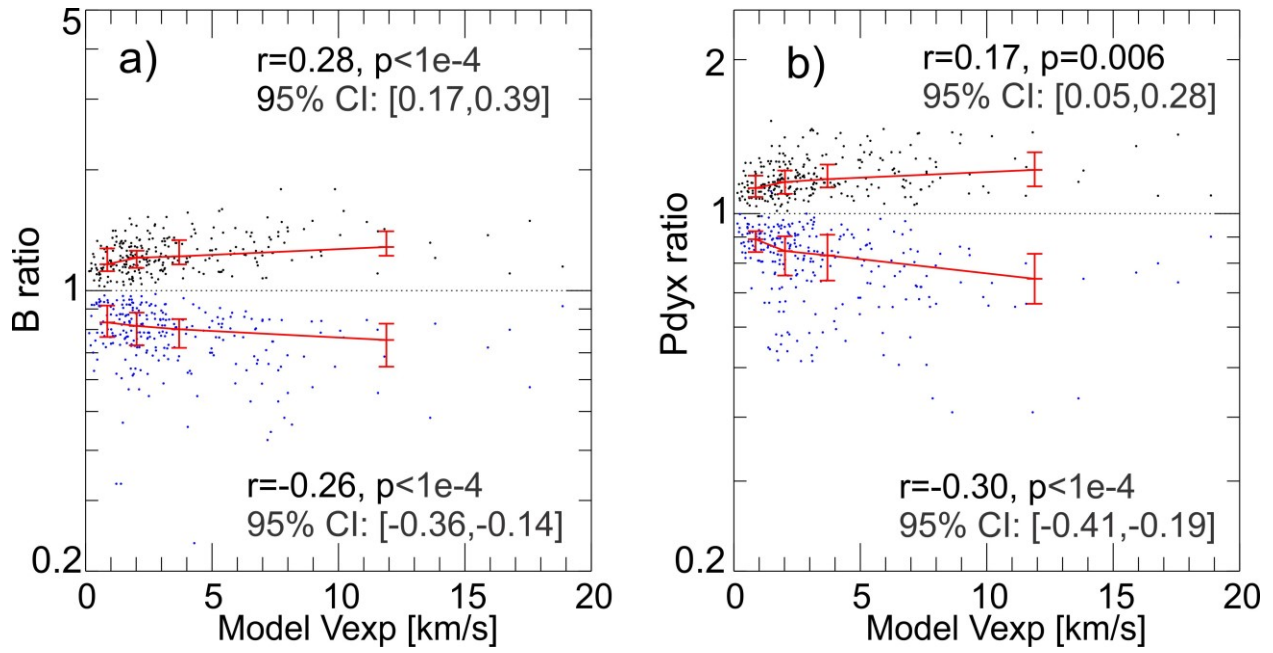 5
a)
r=0.28, p<1e-4
95% CI: [0.17,0.39]
B ratio
1
r=-0.26, p<1e-4
95% CI: [-0.36,-0.14]
0.2
0 5 10 15 20
Model Vexp [km/s]
2
b)
r=0.17, p=0.006
95% CI: [0.05,0.28]
Pdyx ratio
1
r=-0.30, p<1e-4
95% CI: [-0.41,-0.19]
0.2
0 5 10 15 20
Model Vexp [km/s]